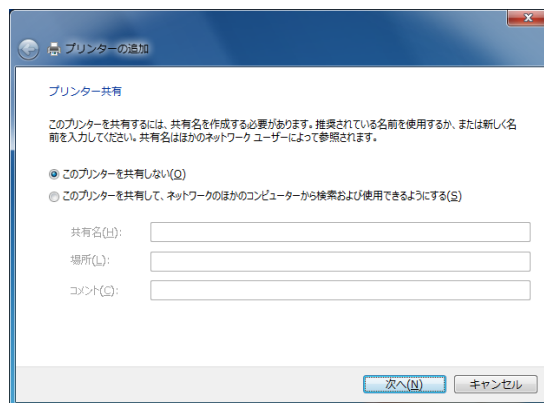 プリンターの追加
プリンター共有
このプリンターを共有するには、共有名を作成する必要があります。推奨されている名前を使用するか、または新しく名
前を入力してください。共有名はほかのネットワーク ユーザーによって参照されます。
このプリンターを共有しない(O)
このプリンターを共有して、ネットワークのほかのコンピューターから検索および使用できるようにする(S)
共有名(H):
場所(L):
コメント(C):
次へ(N) キャンセル